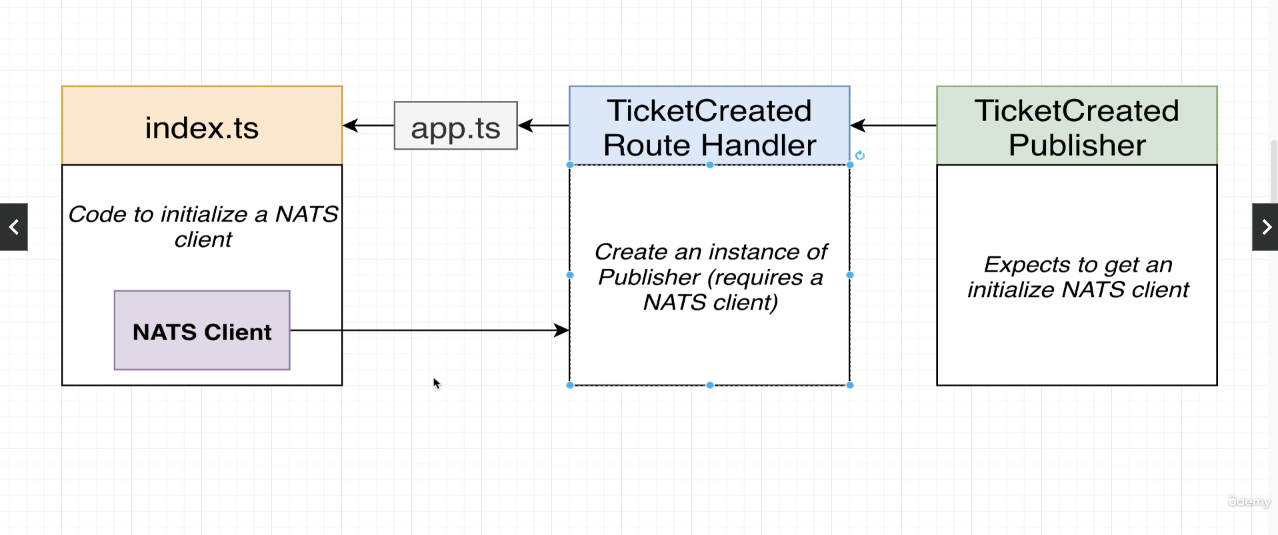 index.ts
app.ts
TicketCreated
Route Handler
TicketCreated
Publisher
Code to initialize a NATS
client
NATS Client
Create an instance of
Publisher (requires a
NATS client)
Expects to get an
initialize NATS client
ûdemy